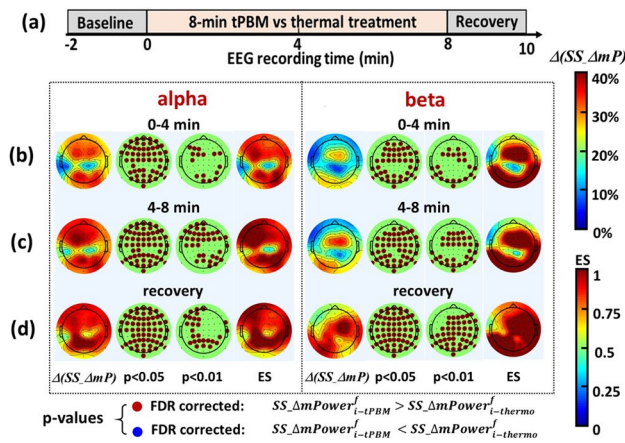 (a)
Baseline
8-min tPBM vs thermal treatment
Recovery
-2
0
4
8
10
EEG recording time (min)
Δ(SS_ΔmP)
40%
30%
20%
10%
0%
alpha
beta
0-4 min
0-4 min
(b)
4-8 min
4-8 min
(c)
recovery
recovery
(d)
ES
1
0.75
0.5
0.25
0
Δ(SS_ΔmP) p<0.05 p<0.01 ES
Δ(SS_ΔmP) p<0.05 p<0.01 ES
p-values
FDR corrected: SS_ΔmPower^f_{i-tPBM} > SS_ΔmPower^f_{i-thermo}
FDR corrected: SS_ΔmPower^f_{i-tPBM} < SS_ΔmPower^f_{i-thermo}